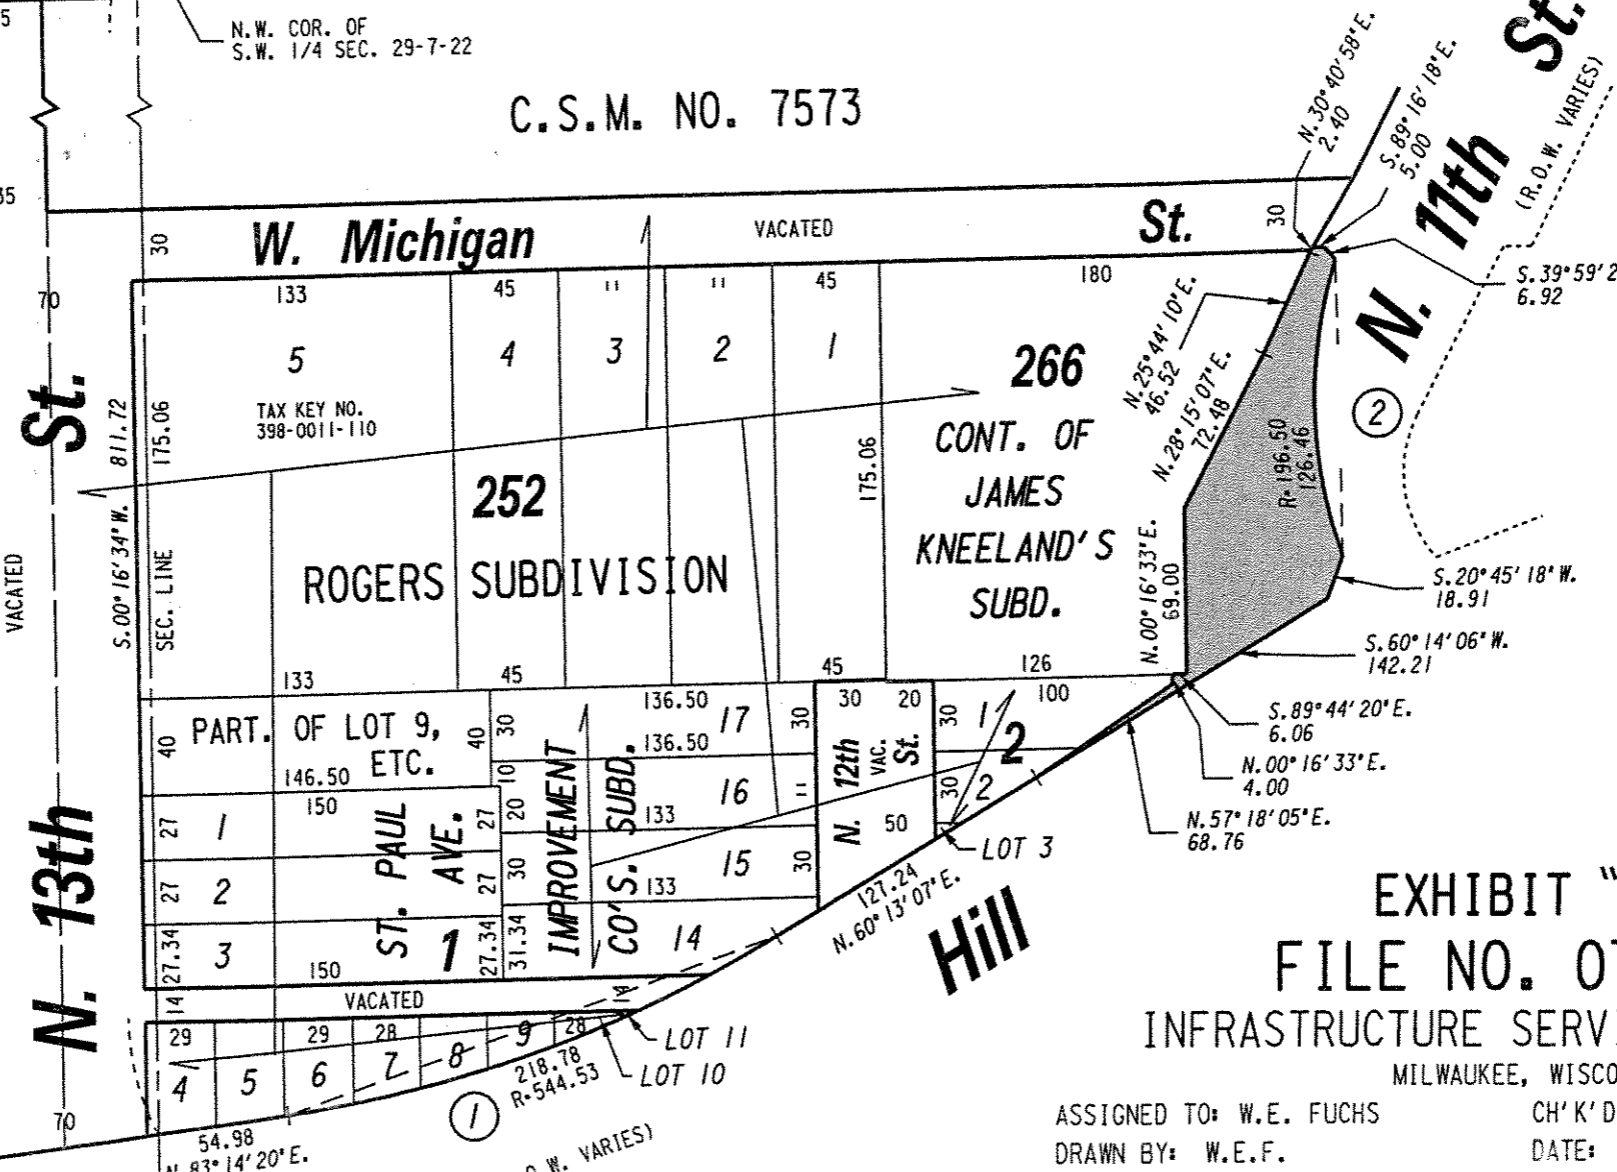 N.W. COR. OF
S.W. 1/4 SEC. 29-7-22
C.S.M. NO. 7573
N.30°40'58"E.
2.40
S.89°16'18"E.
5.00
N. 11th St.
(R.O.W. VARIES)
35
30
W. Michigan St.
VACATED
30
S.39°59'2
6.92
70
133
45
"
"
45
180
5
4
3
2
1
266
CONT. OF
JAMES
KNEELAND'S
SUBD.
N.25°44'10"E.
46.52
N.28°15'07"E.
72.48
2
R=196.50
126.46
TAX KEY NO.
398-0011-110
811.72
S.00°16'34"W.
175.06
SEC. LINE
175.06
252
ROGERS SUBDIVISION
VACATED
N. 13th St.
N.00°16'33"E.
69.00
S.20°45'18"W.
18.91
S.60°14'06"W.
142.21
133
45
45
126
S.89°44'20"E.
6.06
N.00°16'33"E.
4.00
N.57°18'05"E.
68.76
40
PART. OF LOT 9,
ETC.
40
30
136.50
17
30
136.50
146.50
10
16
"
133
30
20
30
1
100
2
N. 12th St.
VAC.
50
30
2
LOT 3
27
1
150
ST. PAUL
AVE.
27
20
IMPROVEMENT
CO'S. SUBD.
27
2
27
30
133
15
30
27.34
3
150
1
27.34
31.34
14
127.24
N.60°13'07"E.
Hill
14
VACATED
14
29
29
28
28
4
5
6
7
8
9
LOT 11
LOT 10
218.78
R=544.53
1
70
54.98
N.83°14'20"E.
W. VARIES)
EXHIBIT "
FILE NO. 07
INFRASTRUCTURE SERVI
MILWAUKEE, WISCO
ASSIGNED TO: W.E. FUCHS
CH'K'D
DRAWN BY: W.E.F.
DATE: